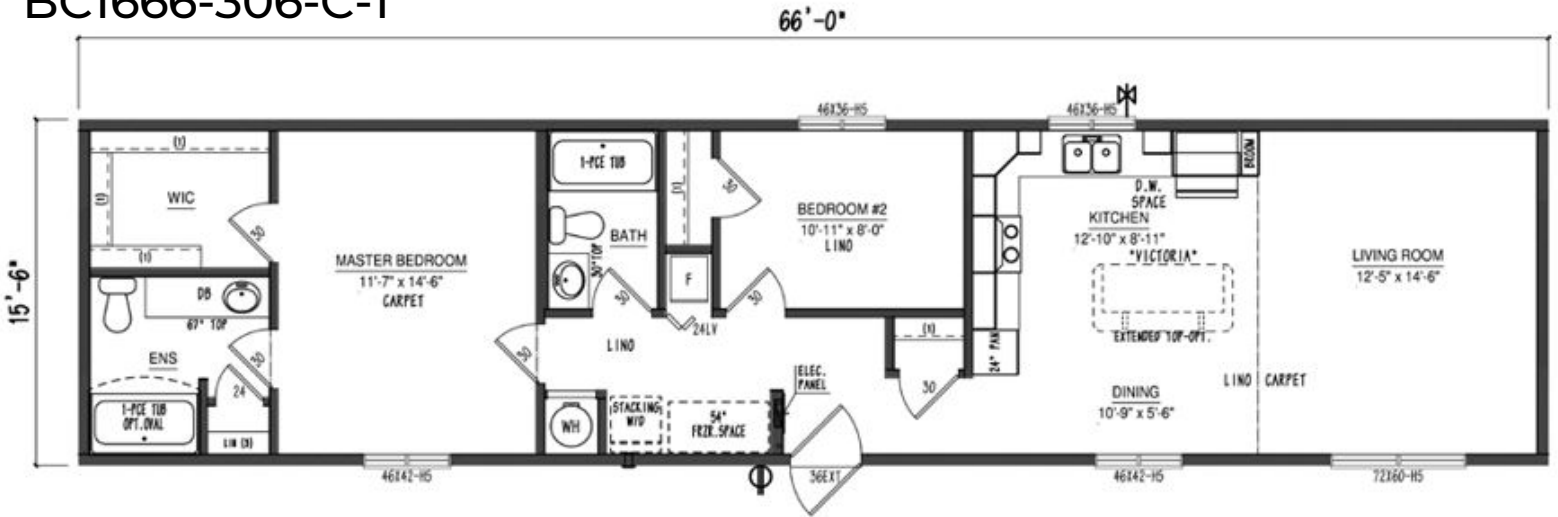 BC1666-306-C-1
66'-0"
15'-6"
46X36-H5
46X36-H5
(1)
(1)
WIC
(1)
30
MASTER BEDROOM
11'-7" x 14'-6"
CARPET
1-PCE TUB
BATH
30" TOP
30
(1)
30
F
24LV
BEDROOM #2
10'-11" x 8'-0"
LINO
30
BROOM
D.W.
SPACE
KITCHEN
12'-10" x 8'-11"
"VICTORIA"
EXTENDED TOP-OPT.
LIVING ROOM
12'-5" x 14'-6"
DB
67" TOP
ENS
30
24
1-PCE TUB
OPT.OVAL
LIN (3)
30
LINO
WH
STACKING
W/D
54"
FRZR.SPACE
ELEC.
PANEL
(1)
30
24" PAN
DINING
10'-9" x 5'-6"
LINO
CARPET
46X42-H5
36EXT
46X42-H5
72X60-H5